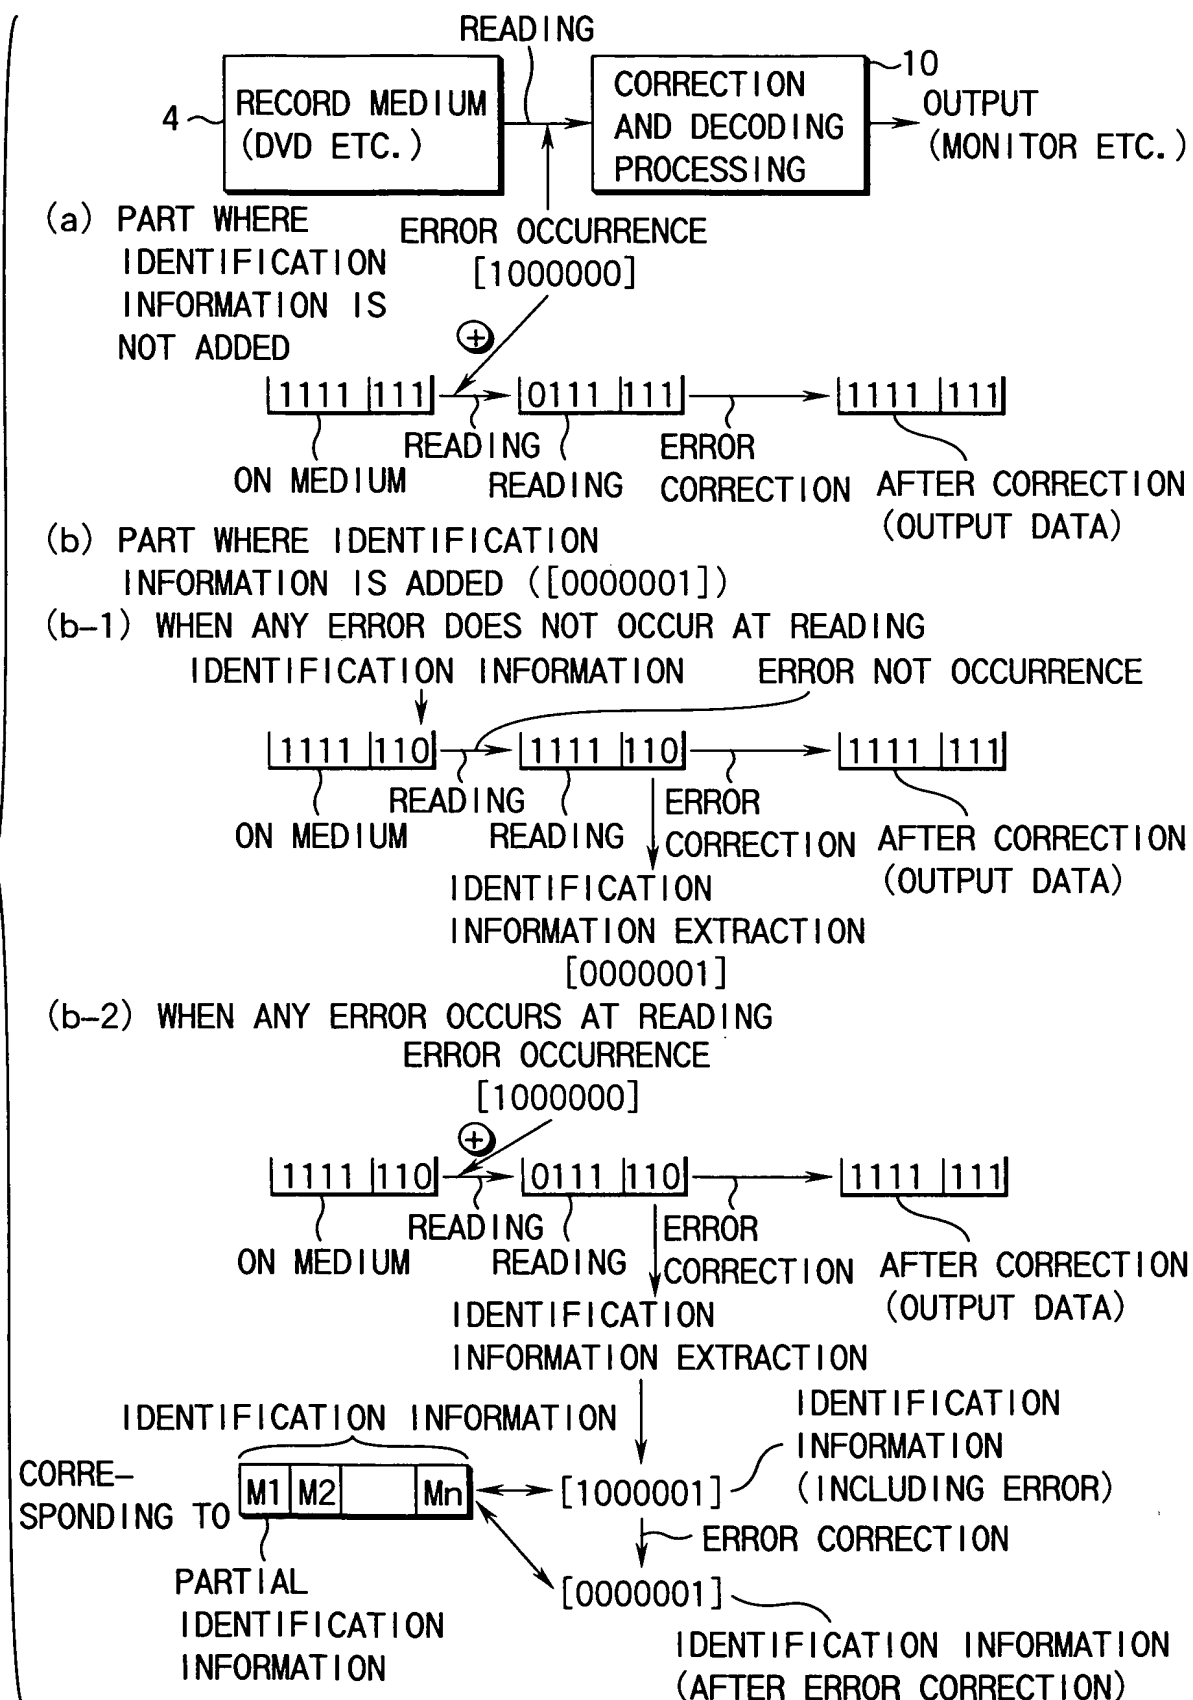 READING
4
RECORD MEDIUM
(DVD ETC.)
CORRECTION
AND DECODING
PROCESSING
10
OUTPUT
(MONITOR ETC.)
(a) PART WHERE
IDENTIFICATION
INFORMATION IS
NOT ADDED
ERROR OCCURRENCE
[1000000]
+
1111 111
0111 111
1111 111
READING
ON MEDIUM
READING
ERROR
CORRECTION
AFTER CORRECTION
(OUTPUT DATA)
(b) PART WHERE IDENTIFICATION
INFORMATION IS ADDED ([0000001])
(b-1) WHEN ANY ERROR DOES NOT OCCUR AT READING
IDENTIFICATION INFORMATION
ERROR NOT OCCURRENCE
1111 110
1111 110
1111 111
READING
ON MEDIUM
READING
ERROR
CORRECTION
AFTER CORRECTION
(OUTPUT DATA)
IDENTIFICATION
INFORMATION EXTRACTION
[0000001]
(b-2) WHEN ANY ERROR OCCURS AT READING
ERROR OCCURRENCE
[1000000]
+
1111 110
0111 110
1111 111
READING
ON MEDIUM
READING
ERROR
CORRECTION
AFTER CORRECTION
(OUTPUT DATA)
IDENTIFICATION
INFORMATION EXTRACTION
IDENTIFICATION INFORMATION
CORRE-
SPONDING TO
M1 M2 Mn
[1000001]
IDENTIFICATION
INFORMATION
(INCLUDING ERROR)
ERROR CORRECTION
PARTIAL
IDENTIFICATION
INFORMATION
[0000001]
IDENTIFICATION INFORMATION
(AFTER ERROR CORRECTION)